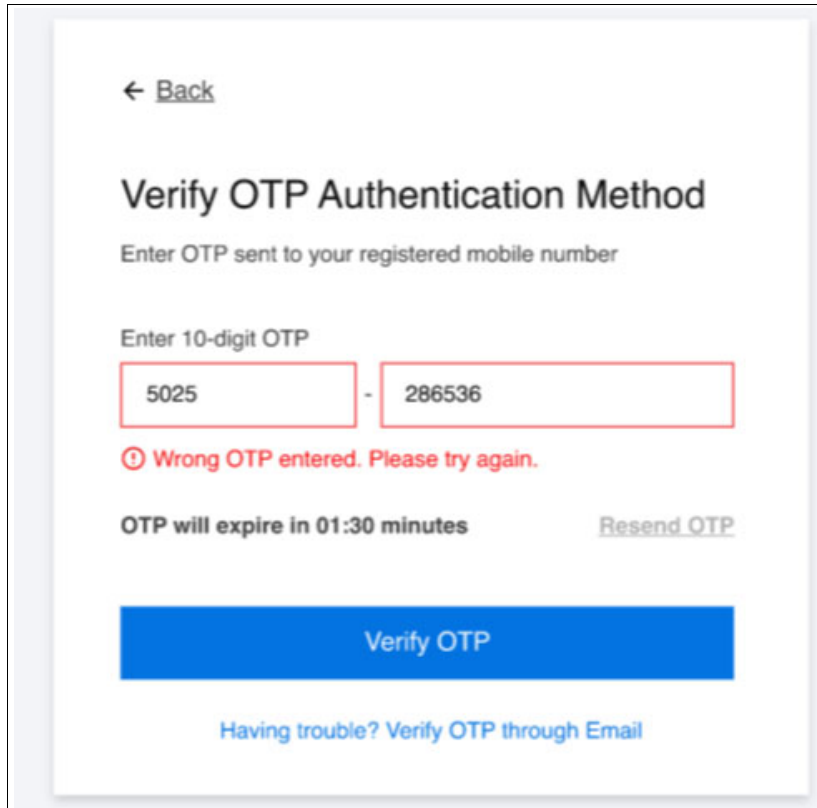 ← Back
Verify OTP Authentication Method
Enter OTP sent to your registered mobile number
Enter 10-digit OTP
5025 - 286536
Wrong OTP entered. Please try again.
OTP will expire in 01:30 minutes Resend OTP
Verify OTP
Having trouble? Verify OTP through Email